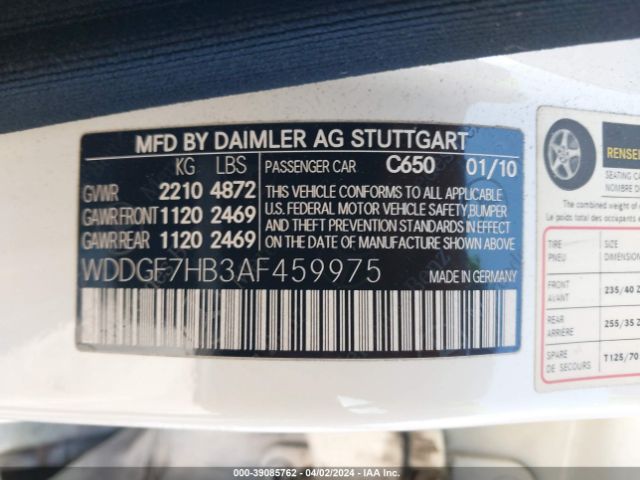 MFD BY DAIMLER AG STUTTGART
KG LBS PASSENGER CAR C650 01/10
GVWR 2210 4872
GAWR FRONT 1120 2469
GAWR REAR 1120 2469
THIS VEHICLE CONFORMS TO ALL APPLICABLE
U.S. FEDERAL MOTOR VEHICLE SAFETY, BUMPER
AND THEFT PREVENTION STANDARDS IN EFFECT
ON THE DATE OF MANUFACTURE SHOWN ABOVE.
WDDGF7HB3AF459975 MADE IN GERMANY
RENSEI
SEATING CA
NOMBRE D
The combined weight of
Le poids total des occupants
TIRE SIZE
PNEU DIMENSION
FRONT
AVANT
235/40 Z
REAR
ARRIÈRE
255/35 Z
SPARE
DE SECOURS
T125/70
000-39085762 - 04/02/2024 - IAA Inc.